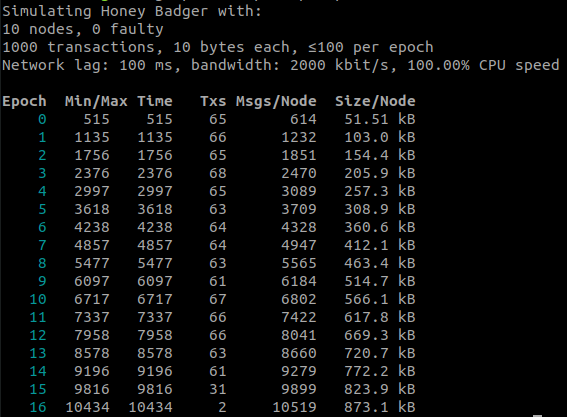 Simulating Honey Badger with:
10 nodes, 0 faulty
1000 transactions, 10 bytes each, ≤100 per epoch
Network lag: 100 ms, bandwidth: 2000 kbit/s, 100.00% CPU speed
Epoch Min/Max Time Txs Msgs/Node Size/Node
0 515 515 65 614 51.51 kB
1 1135 1135 66 1232 103.0 kB
2 1756 1756 65 1851 154.4 kB
3 2376 2376 68 2470 205.9 kB
4 2997 2997 65 3089 257.3 kB
5 3618 3618 63 3709 308.9 kB
6 4238 4238 64 4328 360.6 kB
7 4857 4857 64 4947 412.1 kB
8 5477 5477 63 5565 463.4 kB
9 6097 6097 61 6184 514.7 kB
10 6717 6717 67 6802 566.1 kB
11 7337 7337 66 7422 617.8 kB
12 7958 7958 66 8041 669.3 kB
13 8578 8578 63 8660 720.7 kB
14 9196 9196 61 9279 772.2 kB
15 9816 9816 31 9899 823.9 kB
16 10434 10434 2 10519 873.1 kB